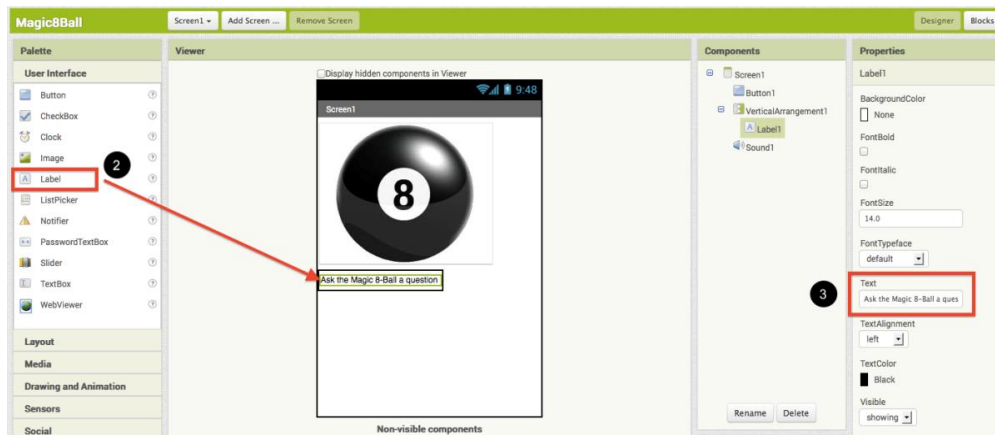 Magic8Ball
Screen1
Add Screen ...
Remove Screen
Designer
Blocks
Palette
User Interface
Button
CheckBox
Clock
Image
Label
ListPicker
Notifier
PasswordTextBox
Slider
TextBox
WebViewer
Layout
Media
Drawing and Animation
Sensors
Social
2
Viewer
Display hidden components in Viewer
9:48
Screen1
8
Ask the Magic 8-Ball a question
Non-visible components
Components
Screen1
Button1
VerticalArrangement1
A Label1
Sound1
Rename
Delete
3
Properties
Label1
BackgroundColor
None
FontBold
FontItalic
FontSize
14.0
FontTypeface
default
Text
Ask the Magic 8-Ball a ques
TextAlignment
left
TextColor
Black
Visible
showing